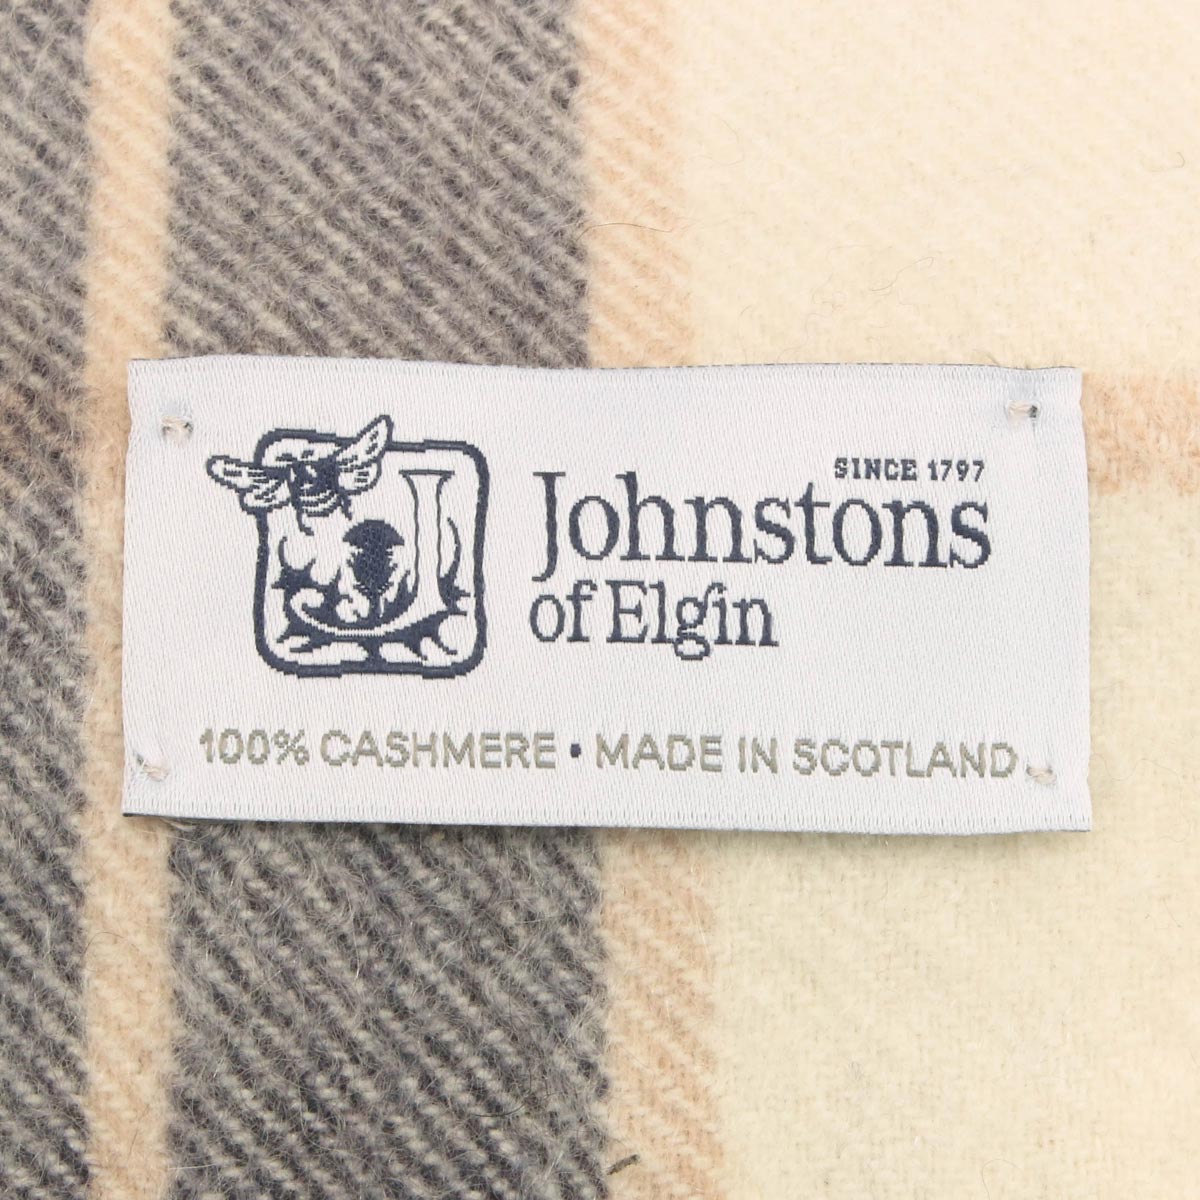 SINCE 1797
Johnstons
of Elgin
100% CASHMERE • MADE IN SCOTLAND